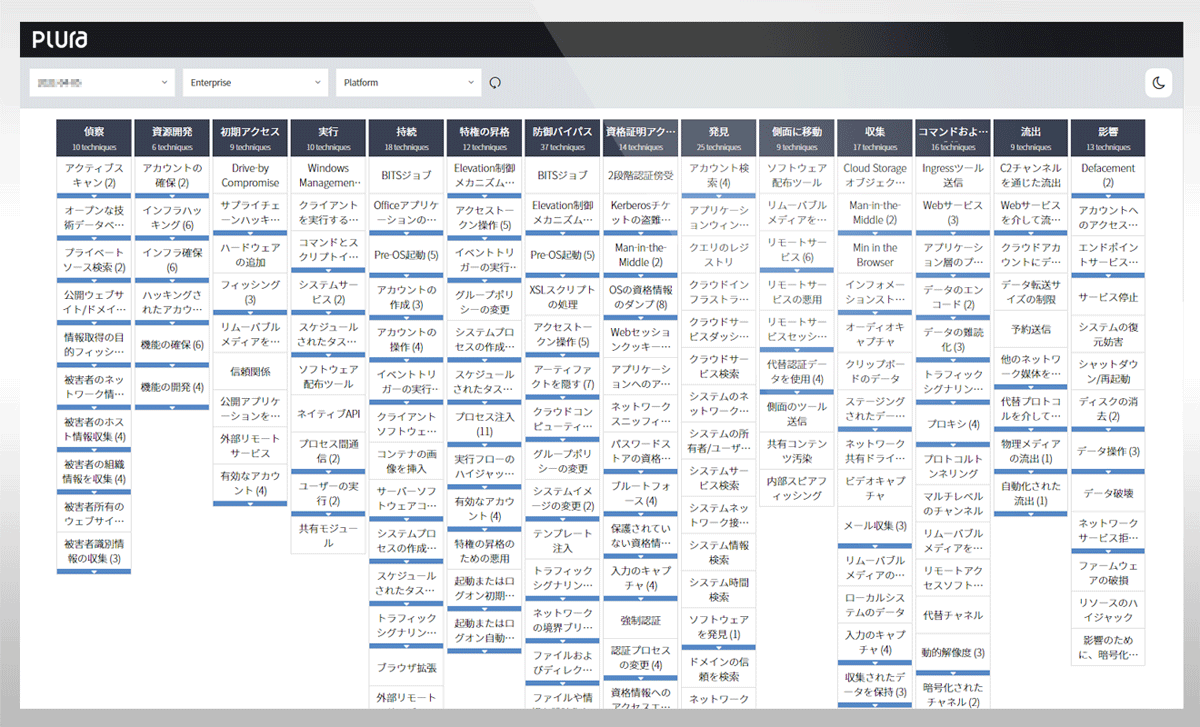 PLURA
Enterprise
Platform
偵察
10 techniques
アクティブス
キャン (2)
オープンな技
術データベ…
プライベート
ソース検索 (2)
公開ウェブサ
イト/ドメイ…
情報取得の目
的フィッシ…
被害者のネッ
トワーク情…
被害者のホス
ト情報収集 (4)
被害者の組織
情報を収集 (4)
被害者所有の
ウェブサイ…
被害者識別情
報の収集 (3)
資源開発
6 techniques
アカウントの
確保 (2)
インフラハッ
キング (6)
インフラ確保
(6)
ハッキングさ
れたアカウ…
機能の確保 (6)
機能の開発 (4)
初期アクセス
9 techniques
Drive-by
Compromise
サプライチェ
ーンハッキ…
ハードウェア
の追加
フィッシング
(3)
リムーバブル
メディアを…
信頼関係
公開アプリケ
ーションを…
外部リモート
サービス
有効なアカウ
ント (4)
実行
10 techniques
Windows
Managemen…
クライアント
を実行する…
コマンドとス
クリプトイ…
システムサー
ビス (2)
スケジュール
されたタス…
ソフトウェア
配布ツール
ネイティブAPI
プロセス間通
信 (2)
ユーザーの実
行 (2)
共有モジュー
ル
持続
18 techniques
BITSジョブ
Officeアプリケ
ーションの…
Pre-OS起動 (5)
アカウントの
作成 (3)
アカウントの
操作 (4)
イベントトリ
ガーの実行…
クライアント
ソフトウェ…
コンテナの画
像を挿入
サーバーソフ
トウェアコ…
システムプロ
セスの作成…
スケジュール
されたタス…
トラフィック
シグナリン…
ブラウザ拡張
外部リモート
特権の昇格
12 techniques
Elevation制御
メカニズム…
アクセストー
クン操作 (5)
イベントトリ
ガーの実行…
グループポリ
シーの変更
システムプロ
セスの作成…
スケジュール
されたタス…
プロセス注入
(11)
実行フローの
ハイジャッ…
有効なアカウ
ント (4)
特権の昇格の
ための悪用
起動またはロ
グオン初期…
起動またはロ
グオン自動…
防御バイパス
37 techniques
BITSジョブ
Elevation制御
メカニズム…
Pre-OS起動 (5)
XSLスクリプト
の処理
アクセストー
クン操作 (5)
アーティファ
クトを隠す (7)
クラウドコン
ピューティ…
グループポリ
シーの変更
システムイメ
ージの変更 (2)
テンプレート
注入
トラフィック
シグナリン…
ネットワーク
の境界ブリ…
ファイルおよ
びディレク…
ファイルや情
資格証明アク…
14 techniques
2段階認証傍受
Kerberosチケ
ットの盗難…
Man-in-the-
Middle (2)
OSの資格情報
のダンプ (8)
Webセッショ
ンクッキー…
アプリケーシ
ョンへのア…
ネットワーク
スニッフィ…
パスワードス
トアの資格…
ブルートフォ
ース (4)
保護されてい
ない資格情…
入力のキャプ
チャ (4)
強制認証
認証プロセス
の変更 (4)
資格情報への
アクセスエ…
発見
25 techniques
アカウント検
索 (4)
アプリケーシ
ョンウィン…
クエリのレジ
ストリ
クラウドイン
フラストラ…
クラウドサー
ビスダッシ…
クラウドサー
ビス検索
システムのネ
ットワーク…
システムの所
有者/ユーザ…
システムサー
ビス検索
システムネッ
トワーク接…
システム情報
検索
システム時間
検索
ソフトウェア
を発見 (1)
ドメインの信
頼を検索
ネットワーク
側面に移動
9 techniques
ソフトウェア
配布ツール
リムーバブル
メディアを…
リモートサー
ビス (6)
リモートサー
ビスの悪用
リモートサー
ビスセッシ…
代替認証デー
タを使用 (4)
側面のツール
送信
共有コンテン
ツ汚染
内部スピアフ
ィッシング
収集
17 techniques
Cloud Storage
オブジェク…
Man-in-the-
Middle (2)
Min in the
Browser
インフォメー
ションスト…
オーディオキ
ャプチャ
クリップボー
ドのデータ
ステージング
されたデー…
ネットワーク
共有ドライ…
ビデオキャプ
チャ
メール収集 (3)
リムーバブル
メディアの…
ローカルシス
テムのデータ
入力のキャプ
チャ (4)
収集されたデ
ータを保持 (3)
コマンドおよ…
16 techniques
Ingressツール
送信
Webサービス
(3)
アプリケーシ
ョン層のプ…
データのエン
コード (2)
データの難読
化 (3)
トラフィック
シグナリン…
プロキシ (4)
プロトコルト
ンネリング
マルチレベル
のチャンネル
リムーバブル
メディアを…
リモートアク
セスソフト…
代替チャネル
動的解像度 (3)
暗号化された
チャンネル (2)
流出
9 techniques
C2チャンネル
を通じた流出
Webサービス
を介して流…
クラウドアカ
ウントにデ…
データ転送サ
イズの制限
予約送信
他のネットワ
ーク媒体を…
代替プロトコ
ルを介して…
物理メディア
の流出 (1)
自動化された
流出 (1)
影響
13 techniques
Defacement
(2)
アカウントへ
のアクセス…
エンドポイン
トサービス…
サービス停止
システムの復
元妨害
シャットダウ
ン/再起動
ディスクの消
去 (2)
データ操作 (3)
データ破壊
ネットワーク
サービス拒…
ファームウェ
アの破損
リソースのハ
イジャック
影響のため
に、暗号化…